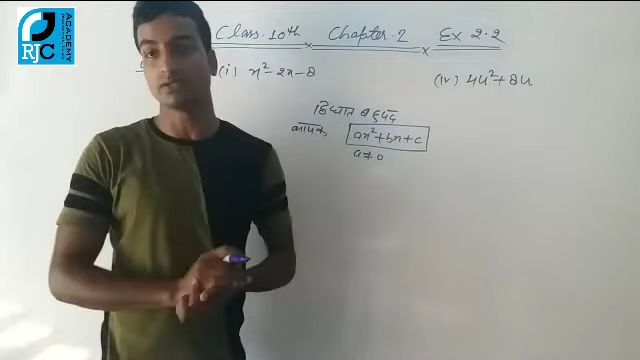 RJC
ACADEMY
Class. 10th x Chapter-2 x Ex 2.2
(i) x² - 2x - 8
(iv) 4u² + 8u
द्विघात बहुपद
व्यापक ax² + bx + c
a ≠ 0